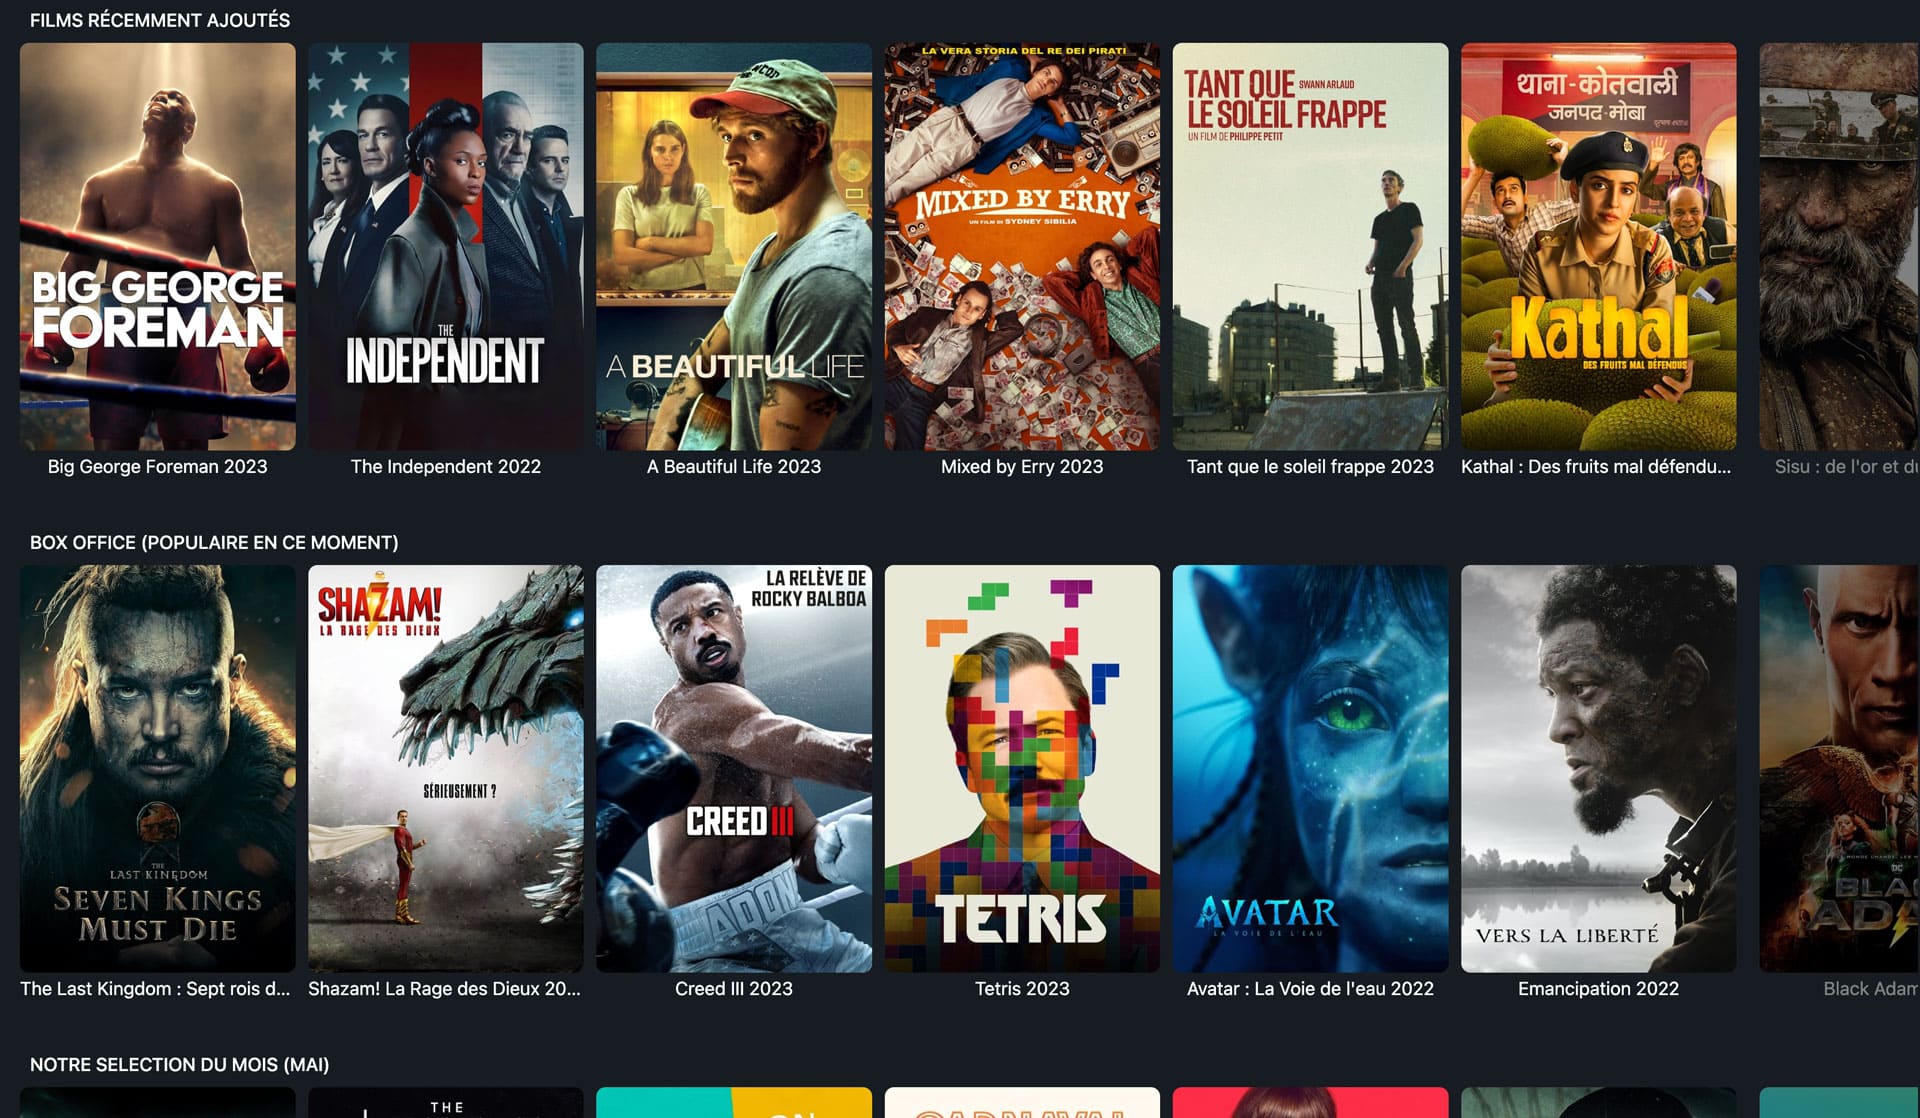 FILMS RÉCEMMENT AJOUTÉS
BIG GEORGE
FOREMAN
THE
INDEPENDENT
A BEAUTIFUL LIFE
LA VERA STORIA DEL RE DEI PIRATI
MIXED BY ERRY
UN FILM DI SYDNEY SIBILIA
TANT QUE SWANN ARLAUD
LE SOLEIL FRAPPE
UN FILM DE PHILIPPE PETIT
थाना-कोतवाली
जनपद-मोबा
Kathal
DES FRUITS MAL DÉFENDUS
Big George Foreman 2023
The Independent 2022
A Beautiful Life 2023
Mixed by Erry 2023
Tant que le soleil frappe 2023
Kathal : Des fruits mal défendu...
Sisu : de l'or et du
BOX OFFICE (POPULAIRE EN CE MOMENT)
THE
LAST KINGDOM
SEVEN KINGS
MUST DIE
SHAZAM!
LA RAGE DES DIEUX
SÉRIEUSEMENT ?
LA RELÈVE DE
ROCKY BALBOA
CREED III
ADON
TETRIS
AVATAR
LA VOIE DE L'EAU
VERS LA LIBERTÉ
DC
BLA
ADA
The Last Kingdom : Sept rois d...
Shazam! La Rage des Dieux 20...
Creed III 2023
Tetris 2023
Avatar : La Voie de l'eau 2022
Emancipation 2022
Black Adam
NOTRE SELECTION DU MOIS (MAI)
THE
CARNAVAL